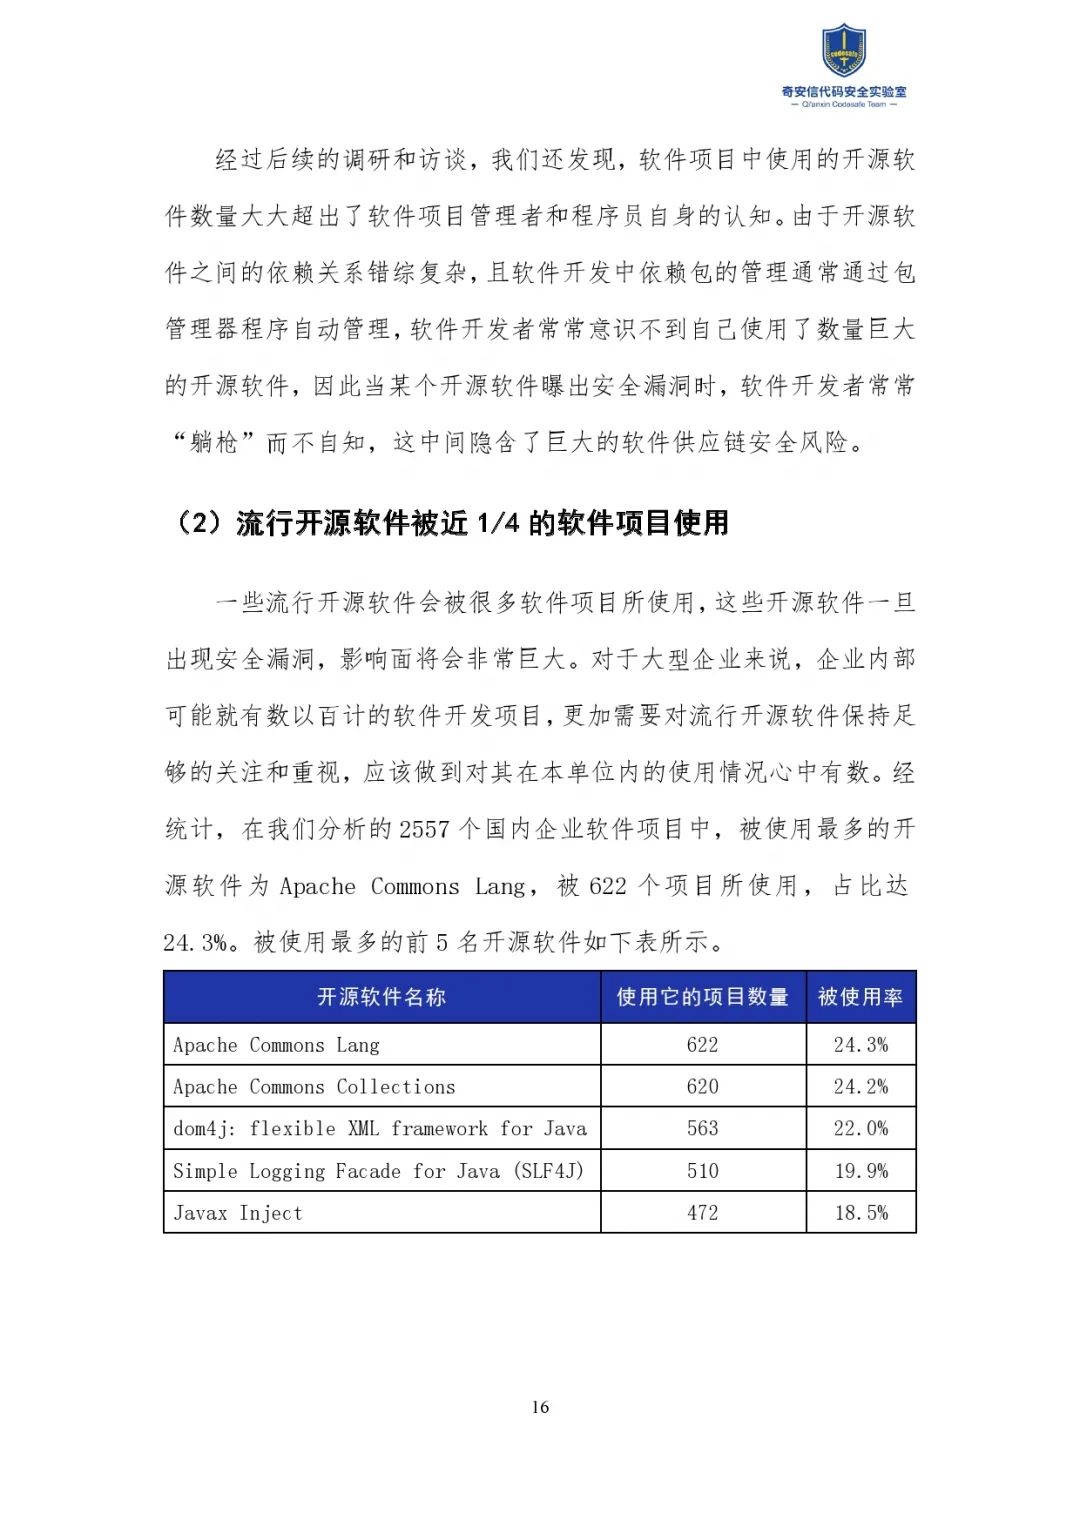 codesafe
奇安信代码安全实验室
— Qi'anxin Codesafe Team —
经过后续的调研和访谈，我们还发现，软件项目中使用的开源软
件数量大大超出了软件项目管理者和程序员自身的认知。由于开源软
件之间的依赖关系错综复杂，且软件开发中依赖包的管理通常通过包
管理器程序自动管理，软件开发者常常意识不到自己使用了数量巨大
的开源软件，因此当某个开源软件曝出安全漏洞时，软件开发者常常
“躺枪”而不自知，这中间隐含了巨大的软件供应链安全风险。
（2）流行开源软件被近 1/4 的软件项目使用
一些流行开源软件会被很多软件项目所使用，这些开源软件一旦
出现安全漏洞，影响面将会非常巨大。对于大型企业来说，企业内部
可能就有数以百计的软件开发项目，更加需要对流行开源软件保持足
够的关注和重视，应该做到对其在本单位内的使用情况心中有数。经
统计，在我们分析的 2557 个国内企业软件项目中，被使用最多的开
源软件为 Apache Commons Lang，被 622 个项目所使用，占比达
24.3%。被使用最多的前 5 名开源软件如下表所示。
开源软件名称 使用它的项目数量 被使用率
Apache Commons Lang 622 24.3%
Apache Commons Collections 620 24.2%
dom4j: flexible XML framework for Java 563 22.0%
Simple Logging Facade for Java (SLF4J) 510 19.9%
Javax Inject 472 18.5%
16